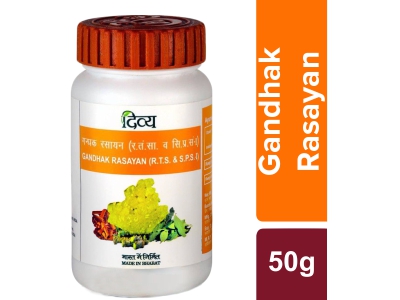 दिव्य
गन्धक रसायन (र.तं.सा. व सि.प्र.सं.)
GANDHAK RASAYAN (R.T.S. & S.P.S.)
भारत में निर्मित
MADE IN BHARAT
Gandhak
Rasayan
50g